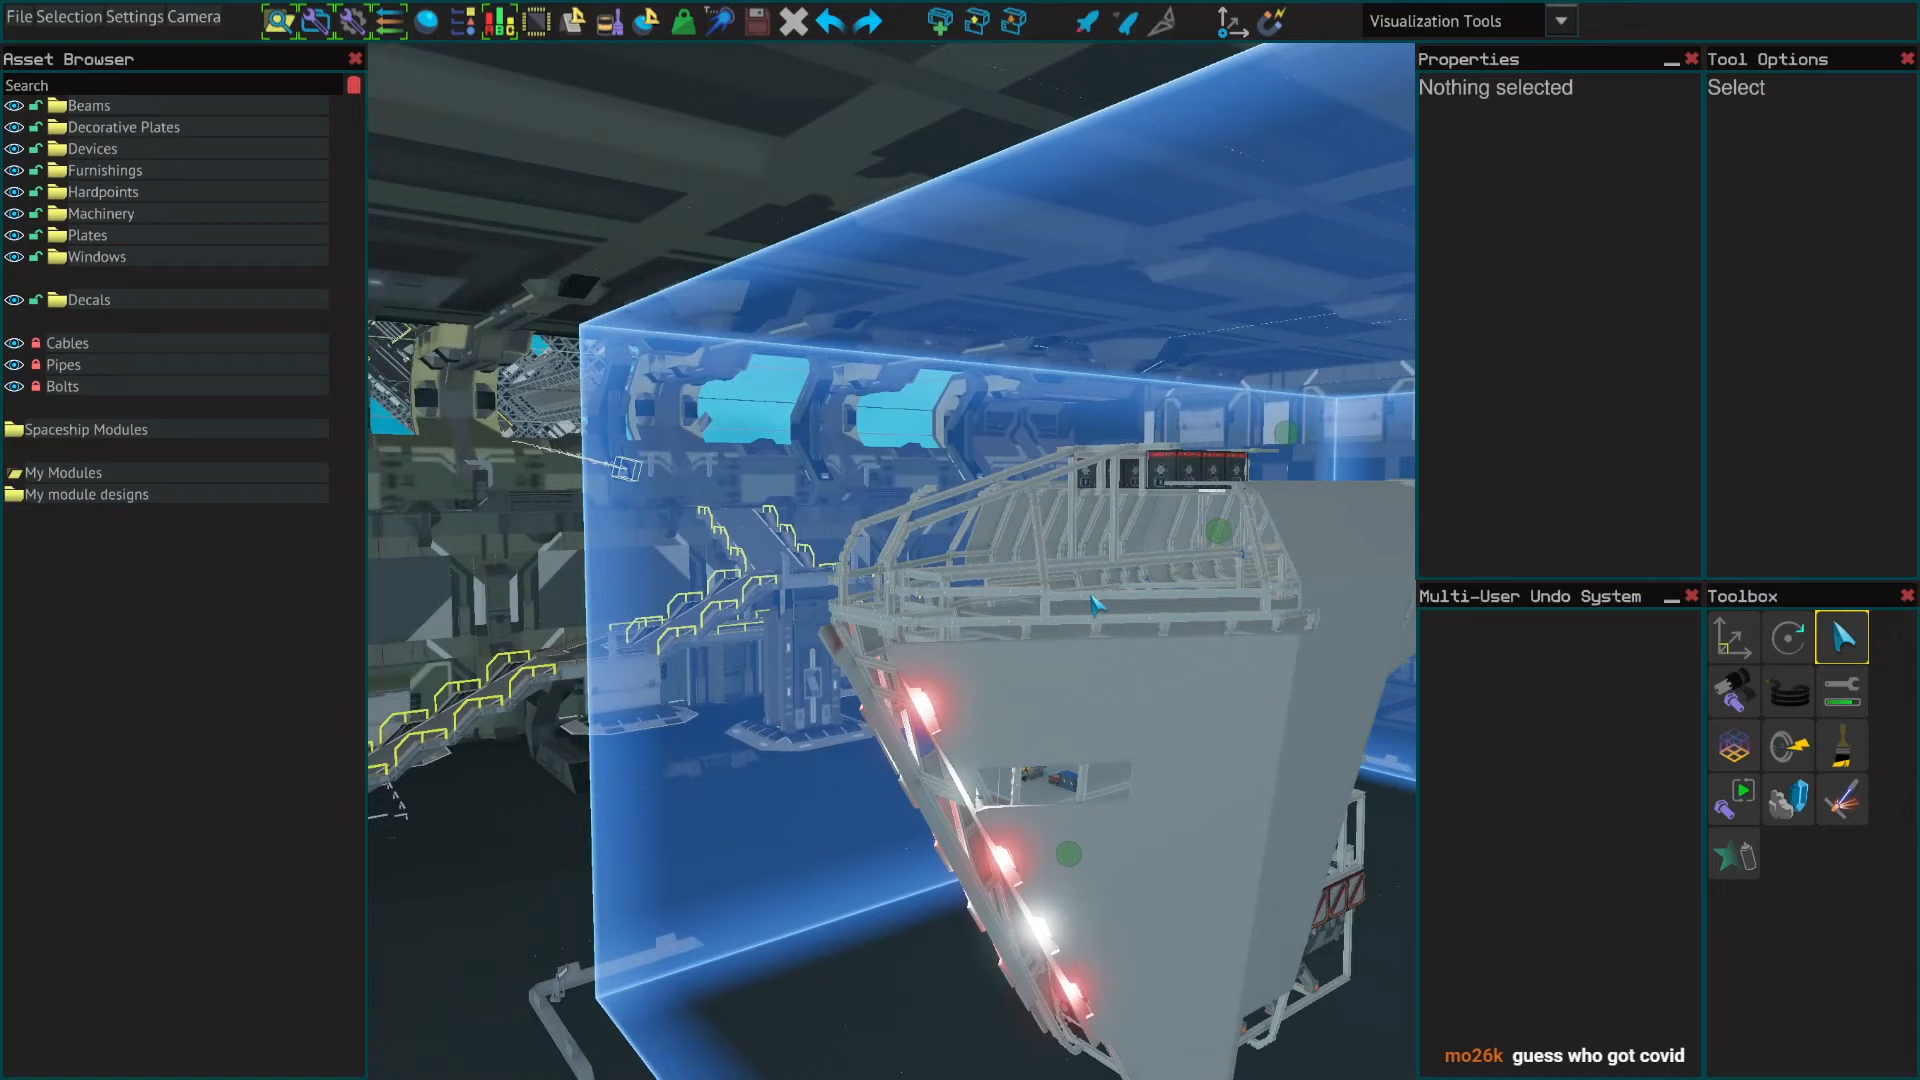 File Selection Settings Camera
Visualization Tools
Asset Browser
Search
Beams
Decorative Plates
Devices
Furnishings
Hardpoints
Machinery
Plates
Windows
Decals
Cables
Pipes
Bolts
Spaceship Modules
My Modules
My module designs
Properties
Nothing selected
Tool Options
Select
Multi-User Undo System
Toolbox
mo26k guess who got covid
ABC